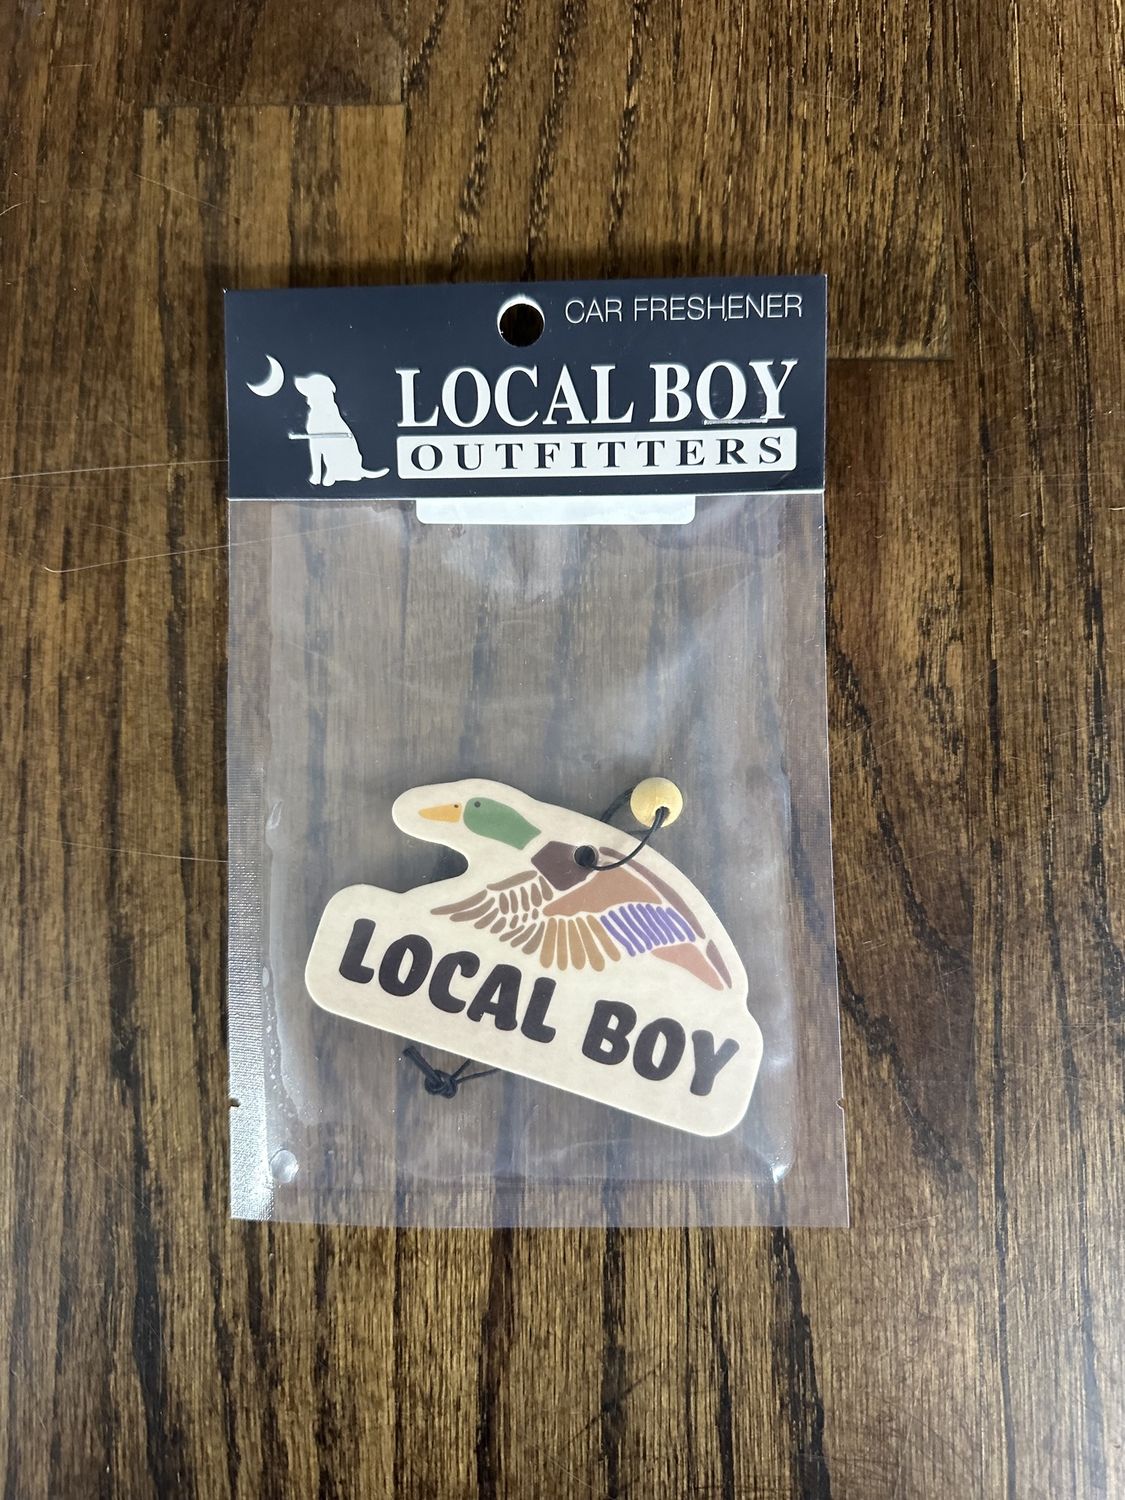 CAR FRESHENER
LOCAL BOY
OUTFITTERS
LOCAL BOY